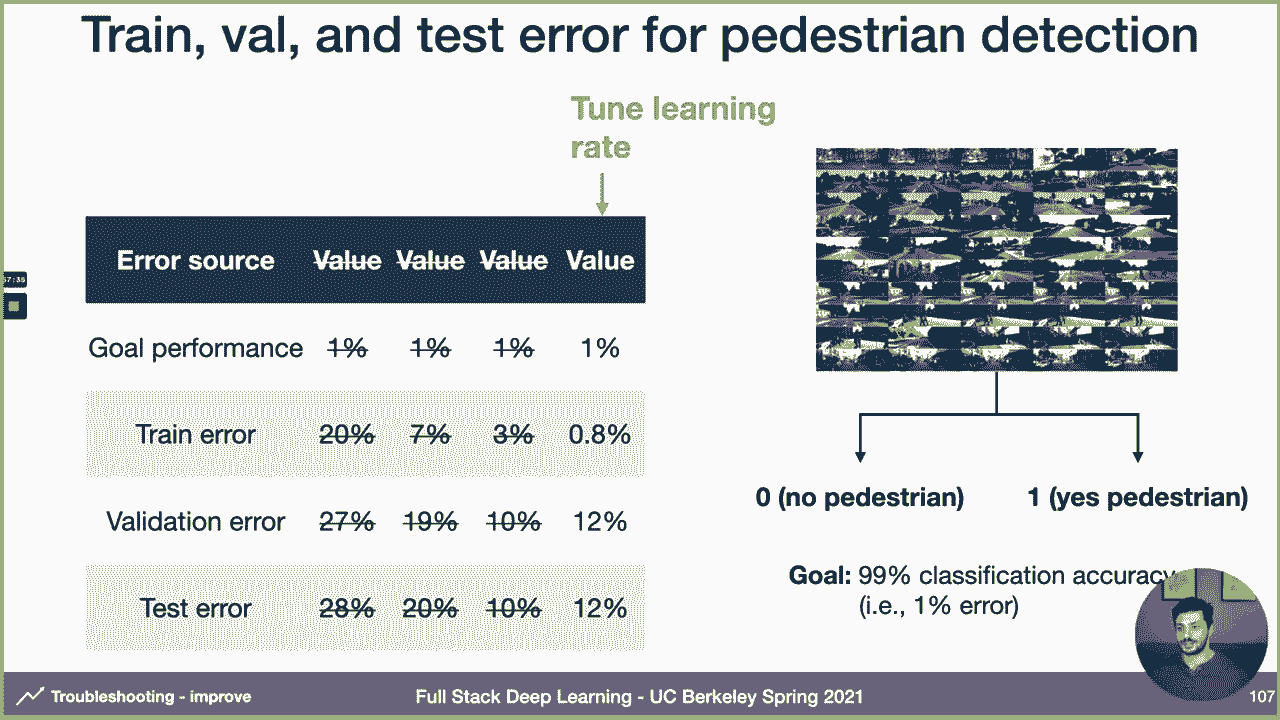 Train, val, and test error for pedestrian detection
Tune learning
rate
Error source Value Value Value Value
Goal performance 1% 1% 1% 1%
Train error 20% 7% 3% 0.8%
Validation error 27% 19% 10% 12%
Test error 28% 20% 10% 12%
0 (no pedestrian) 1 (yes pedestrian)
Goal: 99% classification accuracy
(i.e., 1% error)
Troubleshooting - improve
Full Stack Deep Learning - UC Berkeley Spring 2021
107